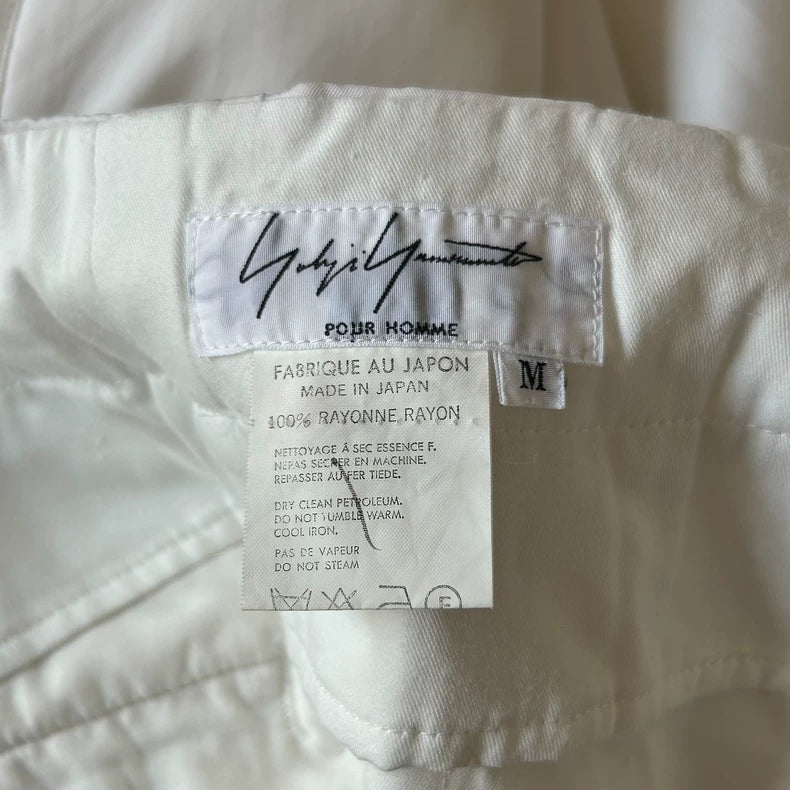 Yohji Yamamoto
POUR HOMME
M
FABRIQUE AU JAPON
MADE IN JAPAN
100% RAYONNE, RAYON
NETTOYAGE À SEC ESSENCE F.
NEPAS SECHER EN MACHINE.
REPASSER AU FER TIEDE.
DRY CLEAN PETROLEUM.
DO NOT TUMBLE WARM.
COOL IRON.
PAS DE VAPEUR
DO NOT STEAM
F